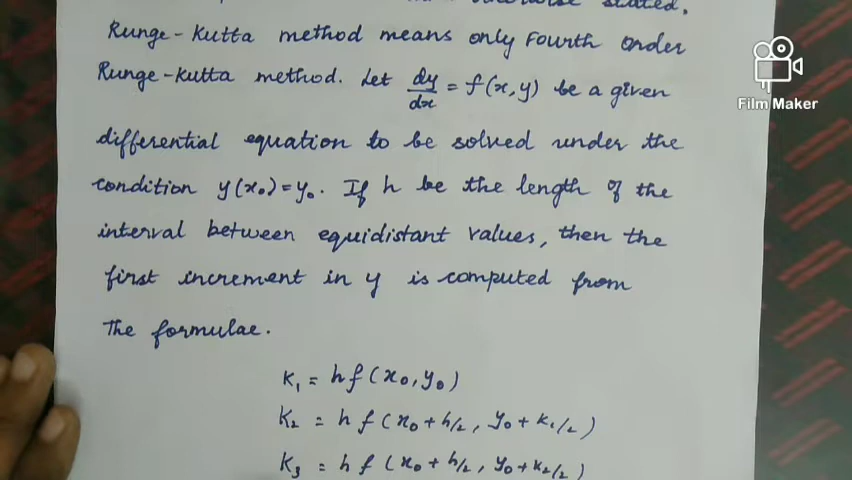 otherwise stated.
Runge-Kutta method means only Fourth order
Runge-Kutta method. Let dy/dx = f(x,y) be a given
differential equation to be solved under the
condition y(x₀)=y₀. If h be the length of the
interval between equidistant values, then the
first increment in y is computed from
the formulae.
K₁ = hf(x₀,y₀)
K₂ = hf(x₀+h/2, y₀+k₁/2)
K₃ = hf(x₀+h/2, y₀+k₂/2)
Film Maker